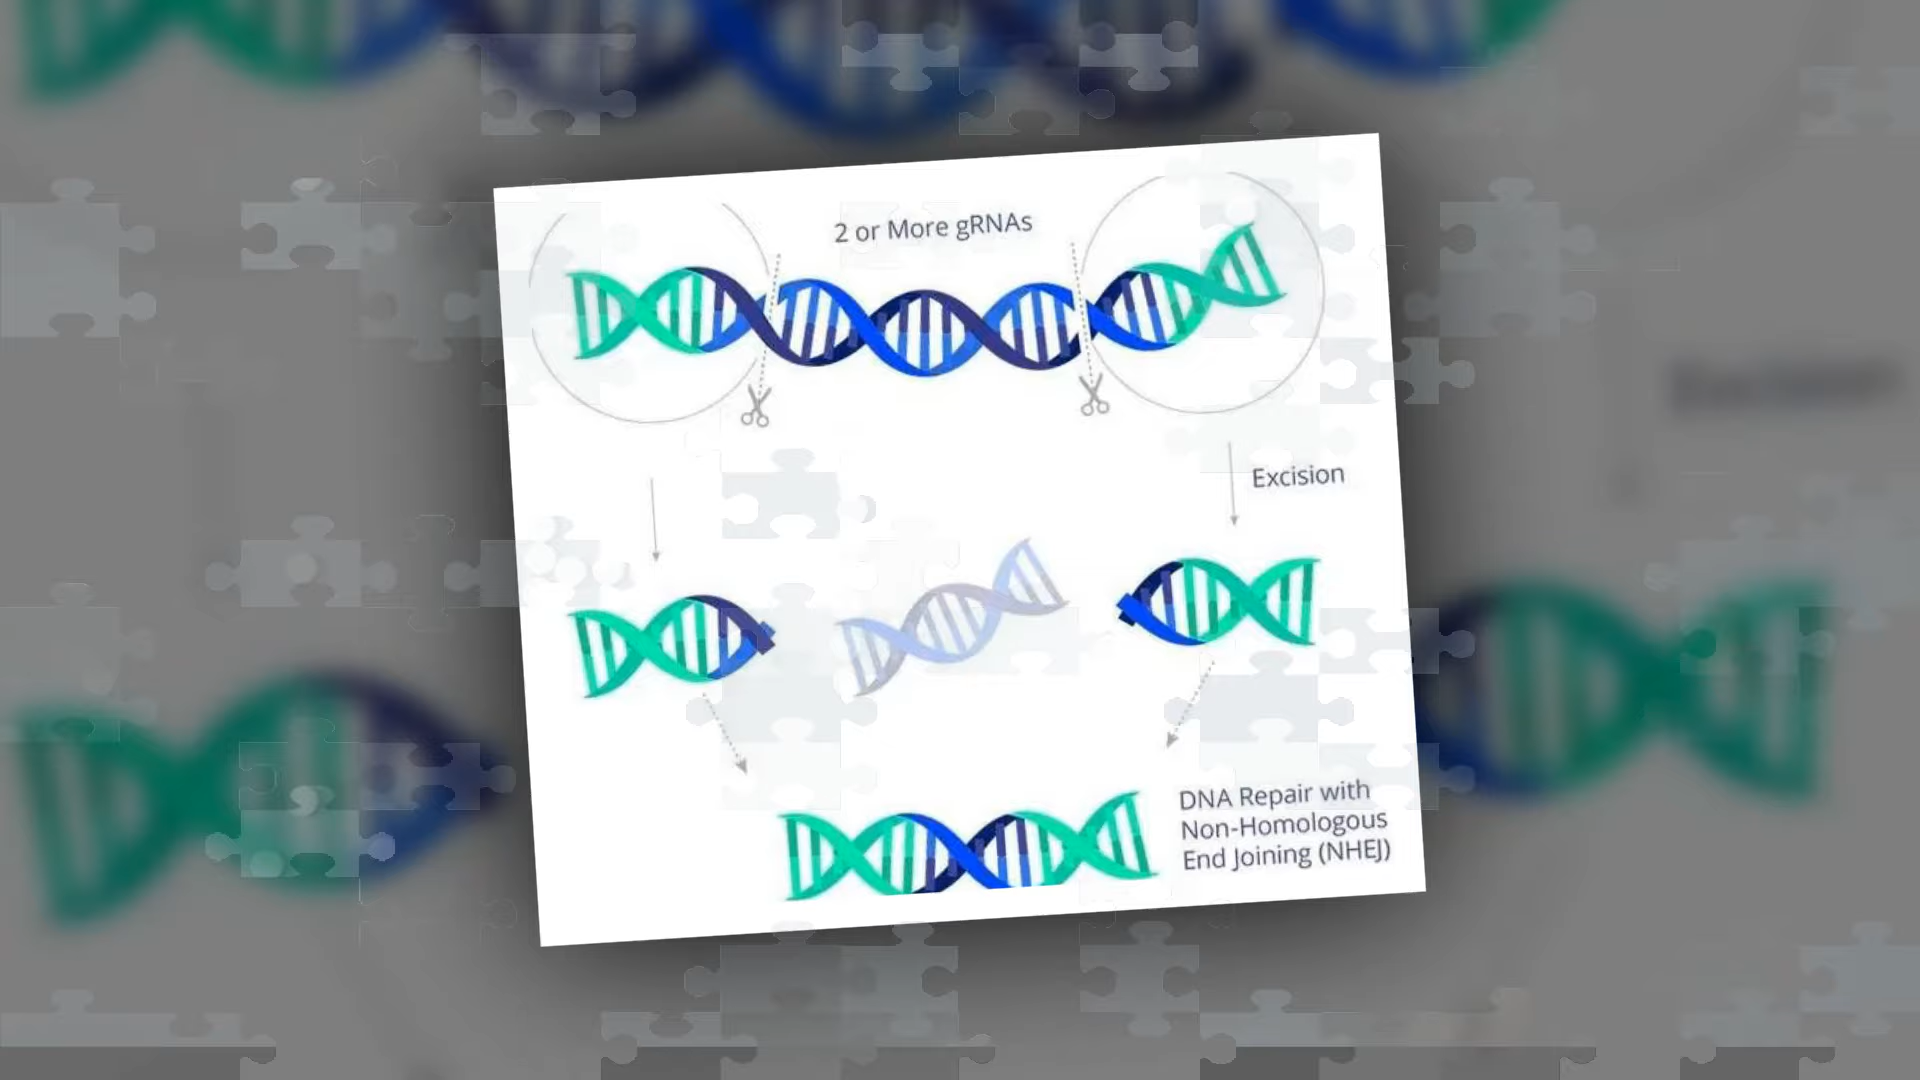 2 or More gRNAs
Excision
DNA Repair with
Non-Homologous
End Joining (NHEJ)